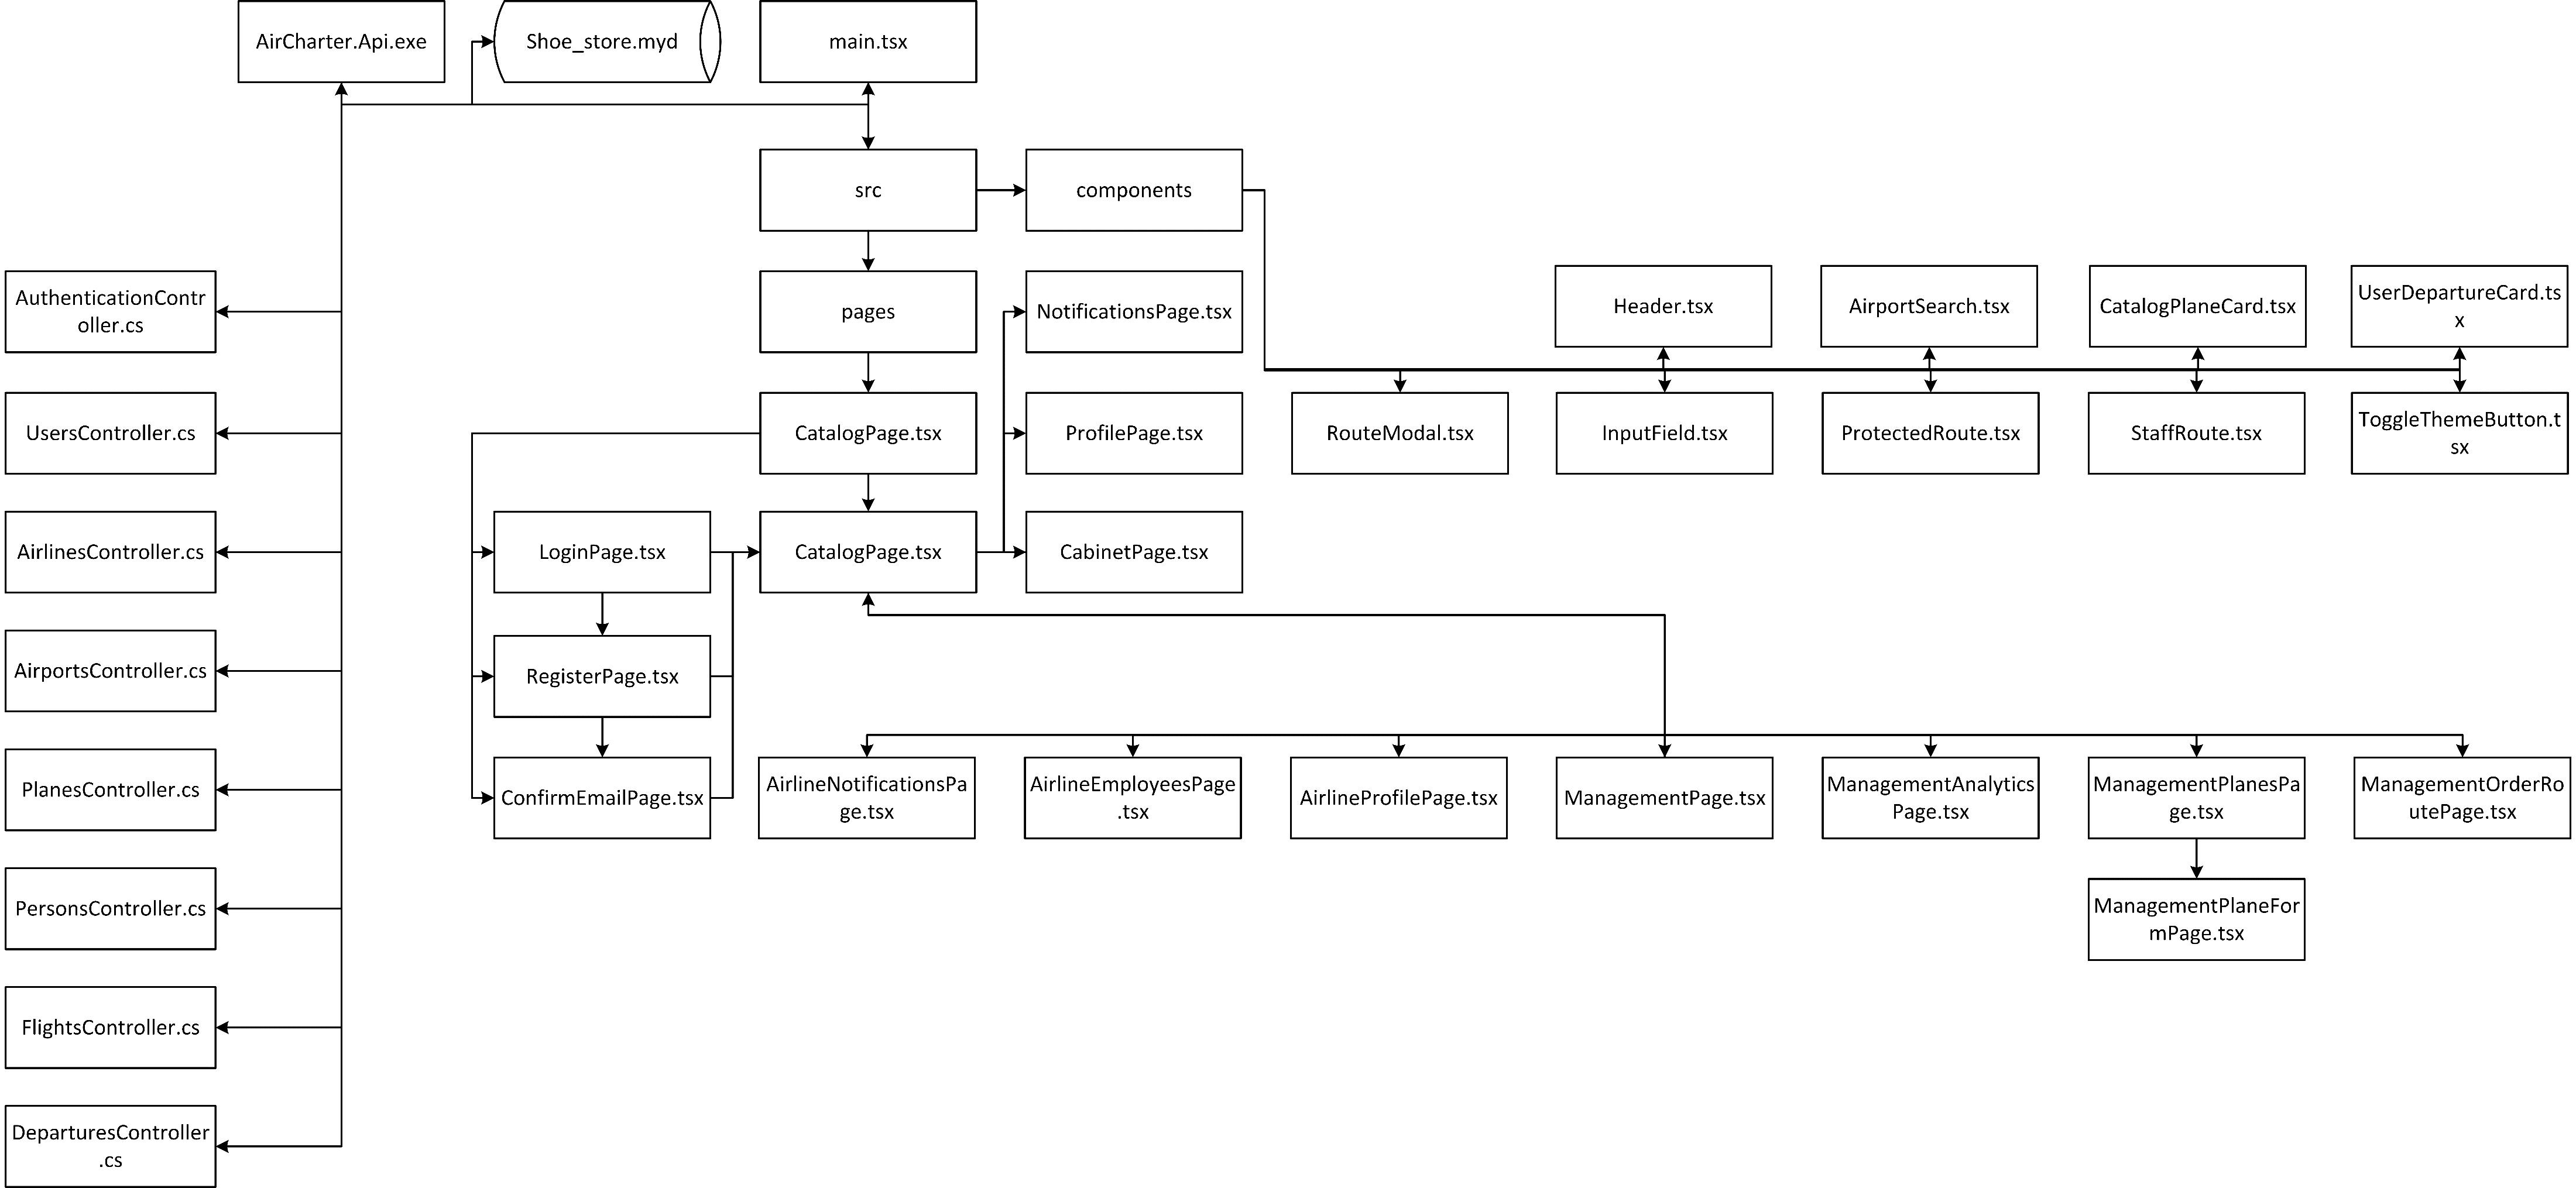 AirCharter.Api.exe
Shoe_store.myd
main.tsx
src
components
AuthenticationContr
oller.cs
pages
NotificationsPage.tsx
Header.tsx
AirportSearch.tsx
CatalogPlaneCard.tsx
UserDepartureCard.ts
x
UsersController.cs
CatalogPage.tsx
ProfilePage.tsx
RouteModal.tsx
InputField.tsx
ProtectedRoute.tsx
StaffRoute.tsx
ToggleThemeButton.t
sx
AirlinesController.cs
LoginPage.tsx
CatalogPage.tsx
CabinetPage.tsx
AirportsController.cs
RegisterPage.tsx
PlanesController.cs
ConfirmEmailPage.tsx
AirlineNotificationsPa
ge.tsx
AirlineEmployeesPage
.tsx
AirlineProfilePage.tsx
ManagementPage.tsx
ManagementAnalytics
Page.tsx
ManagementPlanesPa
ge.tsx
ManagementOrderRo
utePage.tsx
PersonsController.cs
ManagementPlaneFor
mPage.tsx
FlightsController.cs
DeparturesController
.cs